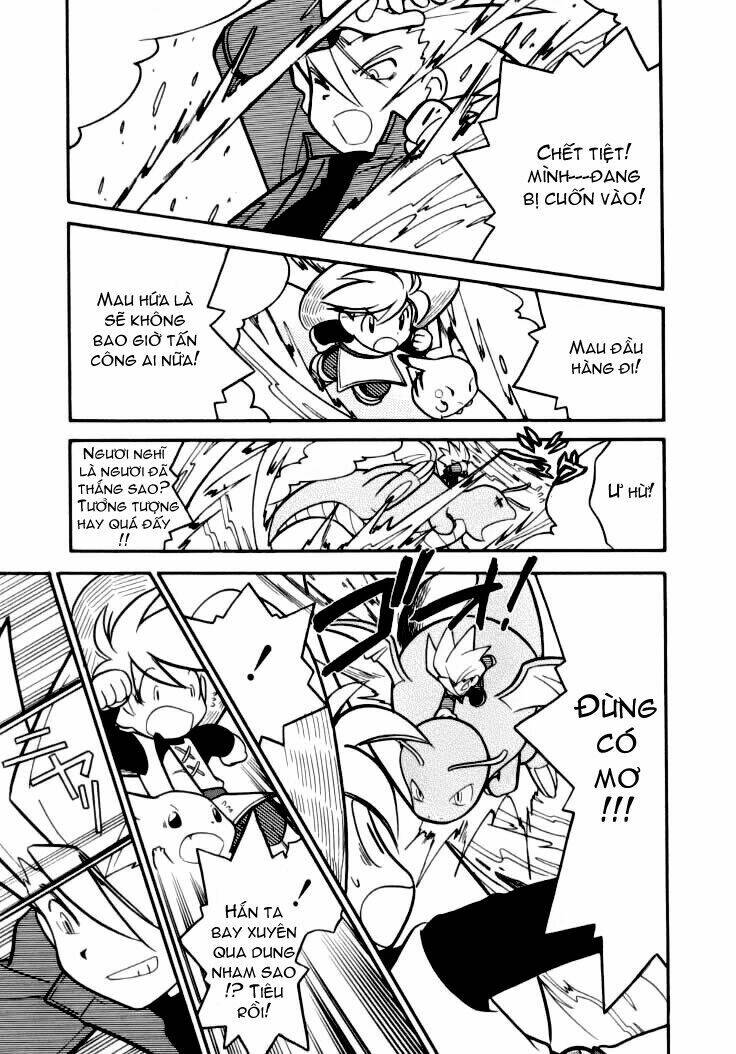 CHẾT TIỆT!
MÌNH---ĐANG
BỊ CUỐN VÀO!
MAU ĐẦU
HÀNG ĐI!
MAU HỨA LÀ
SẼ KHÔNG
BAO GIỜ TẤN
CÔNG AI NỮA!
Ư HỪ!
NGƯƠI NGHĨ
LÀ NGƯƠI ĐÃ
THẮNG SAO?
TƯỞNG TƯỢNG
HAY QUÁ ĐẤY
!!
ĐỪNG
CÓ
MƠ
!!!
!
!
HẮN TA
BAY XUYÊN
QUA DUNG
NHAM SAO
!? TIÊU
RỒI!